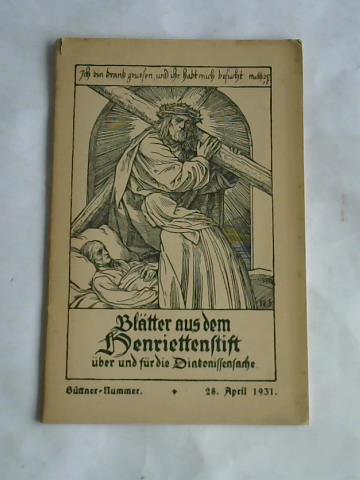 Ich bin krank gewesen, und ihr habt mich besucht. Matth. 25
Blätter aus dem
Henriettenstift
über und für die Diakonissensache.
Büttner-Nummer. + 28. April 1931.